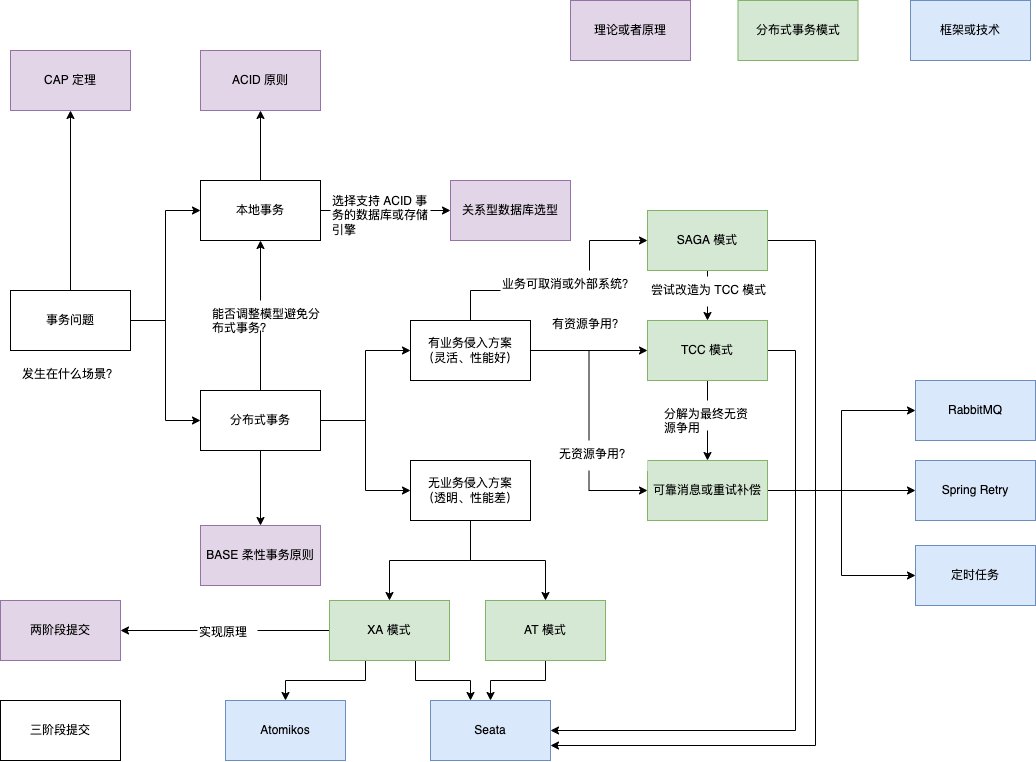 理论或者原理
分布式事务模式
框架或技术
CAP 定理
ACID 原则
本地事务
选择支持 ACID 事
务的数据库或存储
引擎
关系型数据库选型
SAGA 模式
业务可取消或外部系统?
尝试改造为 TCC 模式
事务问题
能否调整模型避免分
布式事务?
有资源争用?
有业务侵入方案
（灵活、性能好）
TCC 模式
发生在什么场景?
分布式事务
分解为最终无资
源争用
RabbitMQ
无资源争用?
无业务侵入方案
（透明、性能差）
可靠消息或重试补偿
Spring Retry
BASE 柔性事务原则
定时任务
两阶段提交
实现原理
XA 模式
AT 模式
三阶段提交
Atomikos
Seata